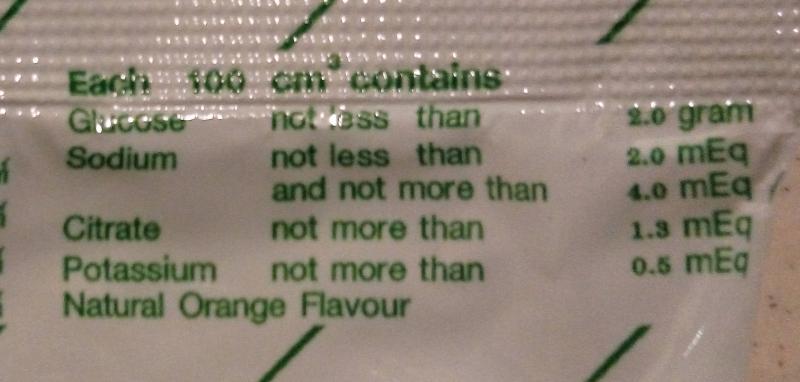 Each 100 cm³ contains
Glucose not less than 2.0 gram
Sodium not less than 2.0 mEq
and not more than 4.0 mEq
Citrate not more than 1.3 mEq
Potassium not more than 0.5 mEq
Natural Orange Flavour